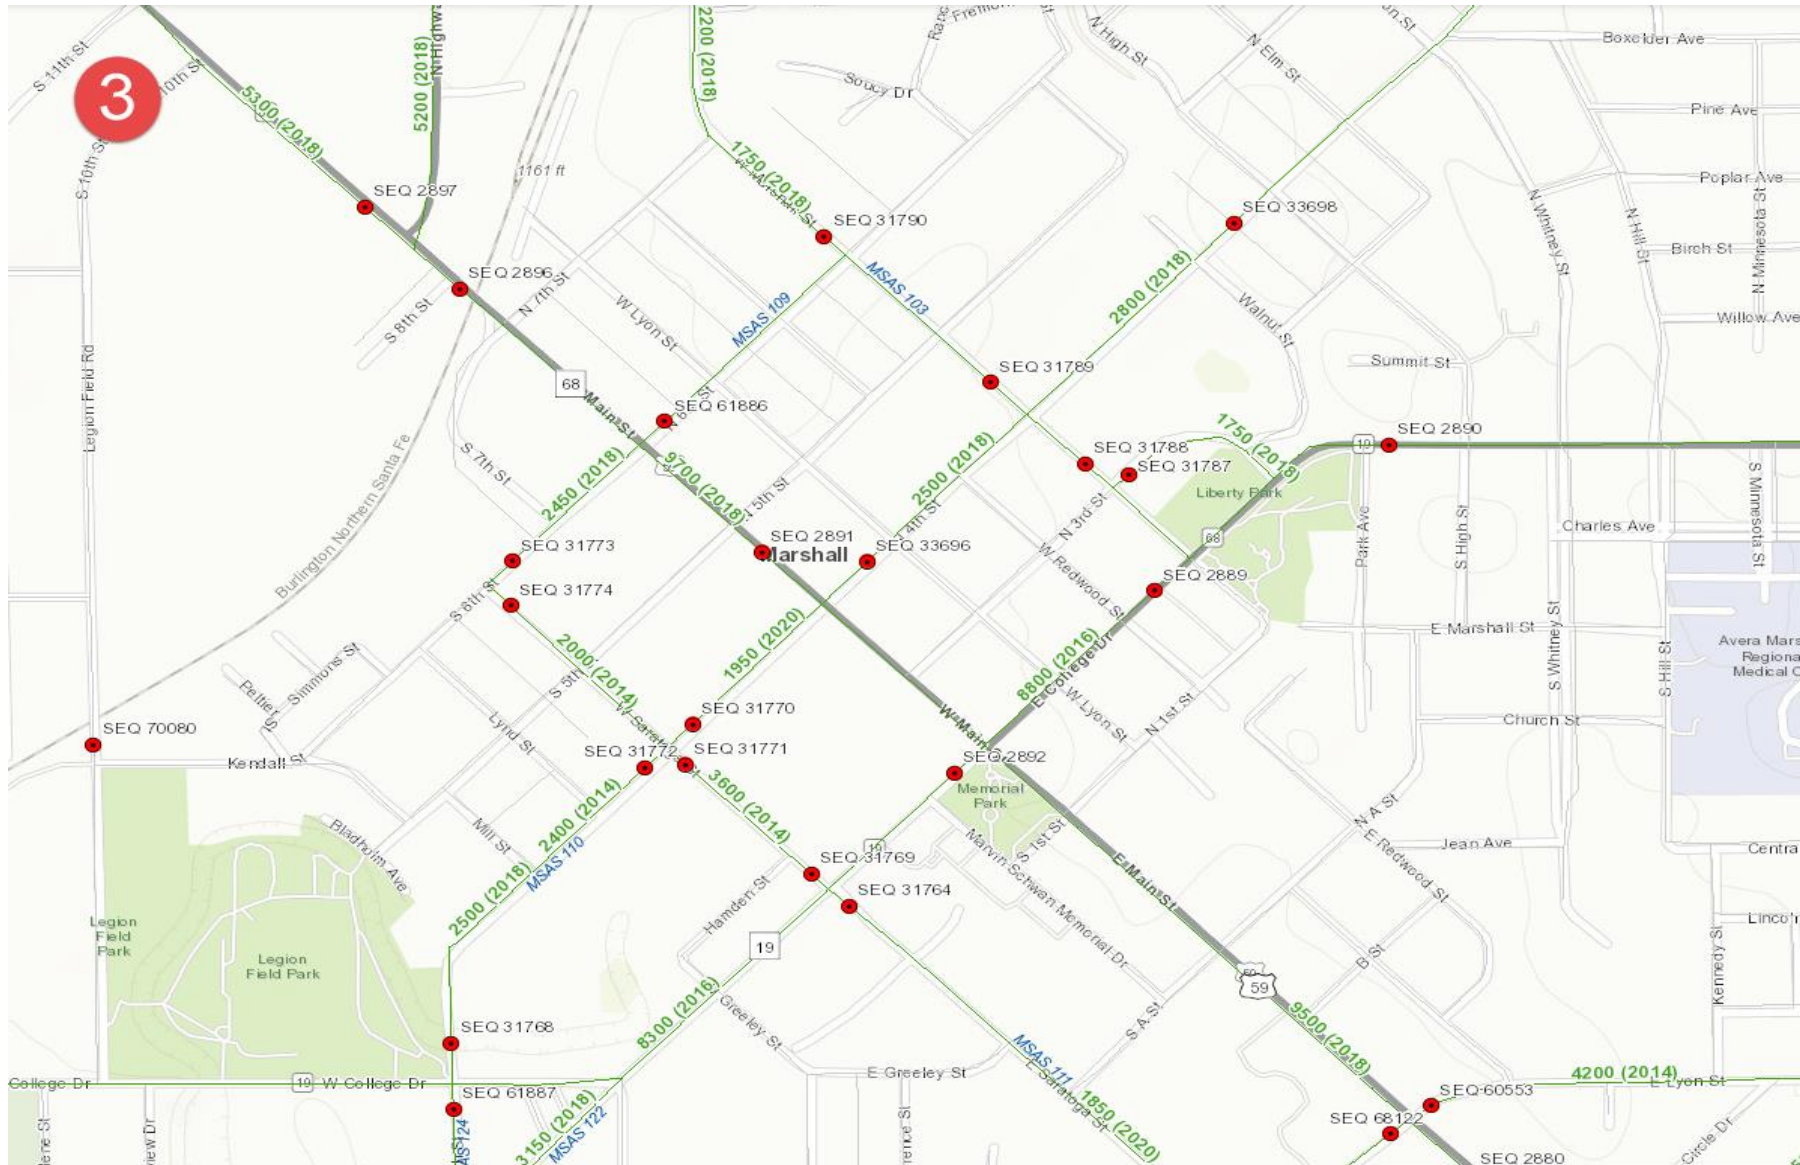 2200 (2018)
N High St
N Elm St
Boxelder Ave
S 11th St
3
10th St
5300 (2018)
5200 (2018)
Soucy Dr
Pine Ave
S 10th St
SEQ 2897
1161 ft
1750 (2018)
SEQ 31790
SEQ 33698
Poplar Ave
N Whitney St
N Hill St
N Minnesota St
Birch St
SEQ 2896
N 7th St
S 8th St
W Lyon St
MSAS 109
MSAS 103
2800 (2018)
Walnut St
Willow Ave
Legion Field Rd
68
Main St
SEQ 31789
Summit St
SEQ 61886
S 7th St
2450 (2018)
9700 (2018)
N 5th St
2500 (2018)
SEQ 31788
SEQ 31787
1750 (2018)
19
SEQ 2890
Liberty Park
Burlington Northern Santa Fe
SEQ 31773
SEQ 2891
Marshall
4th St
SEQ 33696
N 3rd St
68
Park Ave
S High St
Charles Ave
S Minnesota St
S 6th St
SEQ 31774
W Redwood St
SEQ 2889
E Marshall St
S Whitney St
S Hill St
Avera Mars
Regiona
Medical C
Simmons St
Peltier St
2000 (2014)
1950 (2020)
S 5th
8800 (2016)
E College Dr
W Lyon St
N 1st St
Church St
SEQ 70080
Kendall St
Lynd St
W Saratoga St
SEQ 31770
SEQ 31772
SEQ 31771
W Main
SEQ 2892
Memorial
Park
2400 (2014)
3600 (2014)
Bladholm Ave
Mill St
MSAS 110
19
SEQ 31769
Marvin Schwan Memorial Dr
S 1st St
E Main St
N A St
E Redwood St
Jean Ave
Centra
Legion
Field
Park
Legion
Field Park
2500 (2018)
Hamden St
SEQ 31764
19
B St
Kennedy St
Lincoln
59
SEQ 31768
8300 (2016)
Greeley St
S A St
9500 (2018)
College Dr
19
W College Dr
E Greeley St
MSAS 111
E Saratoga St
4200 (2014)
E Lyon St
SEQ 61887
SEQ 60553
SEQ 68122
3150 (2018)
MSAS 122
1850 (2020)
Circle Dr
SEQ 2880